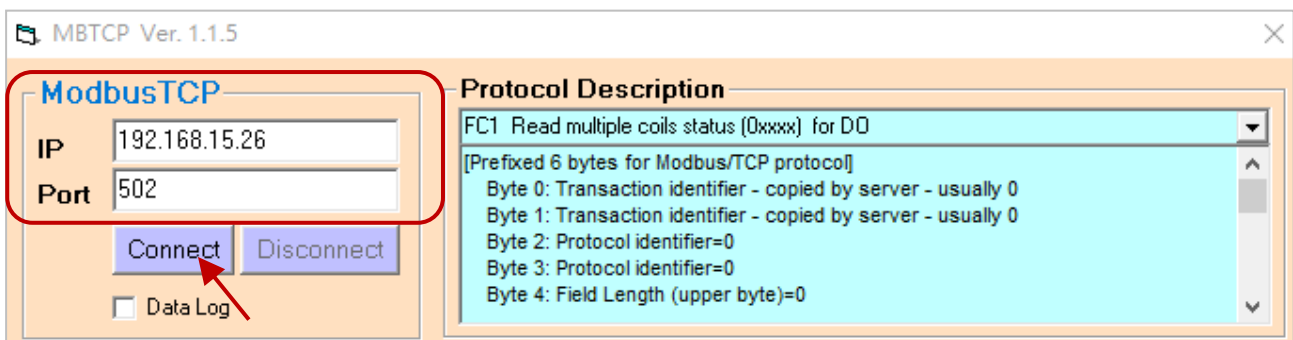 MBTCP Ver. 1.1.5
ModbusTCP
IP 192.168.15.26
Port 502
Connect Disconnect
Data Log
Protocol Description
FC1 Read multiple coils status (0xxxx) for DO
[Prefixed 6 bytes for Modbus/TCP protocol]
Byte 0: Transaction identifier - copied by server - usually 0
Byte 1: Transaction identifier - copied by server - usually 0
Byte 2: Protocol identifier=0
Byte 3: Protocol identifier=0
Byte 4: Field Length (upper byte)=0